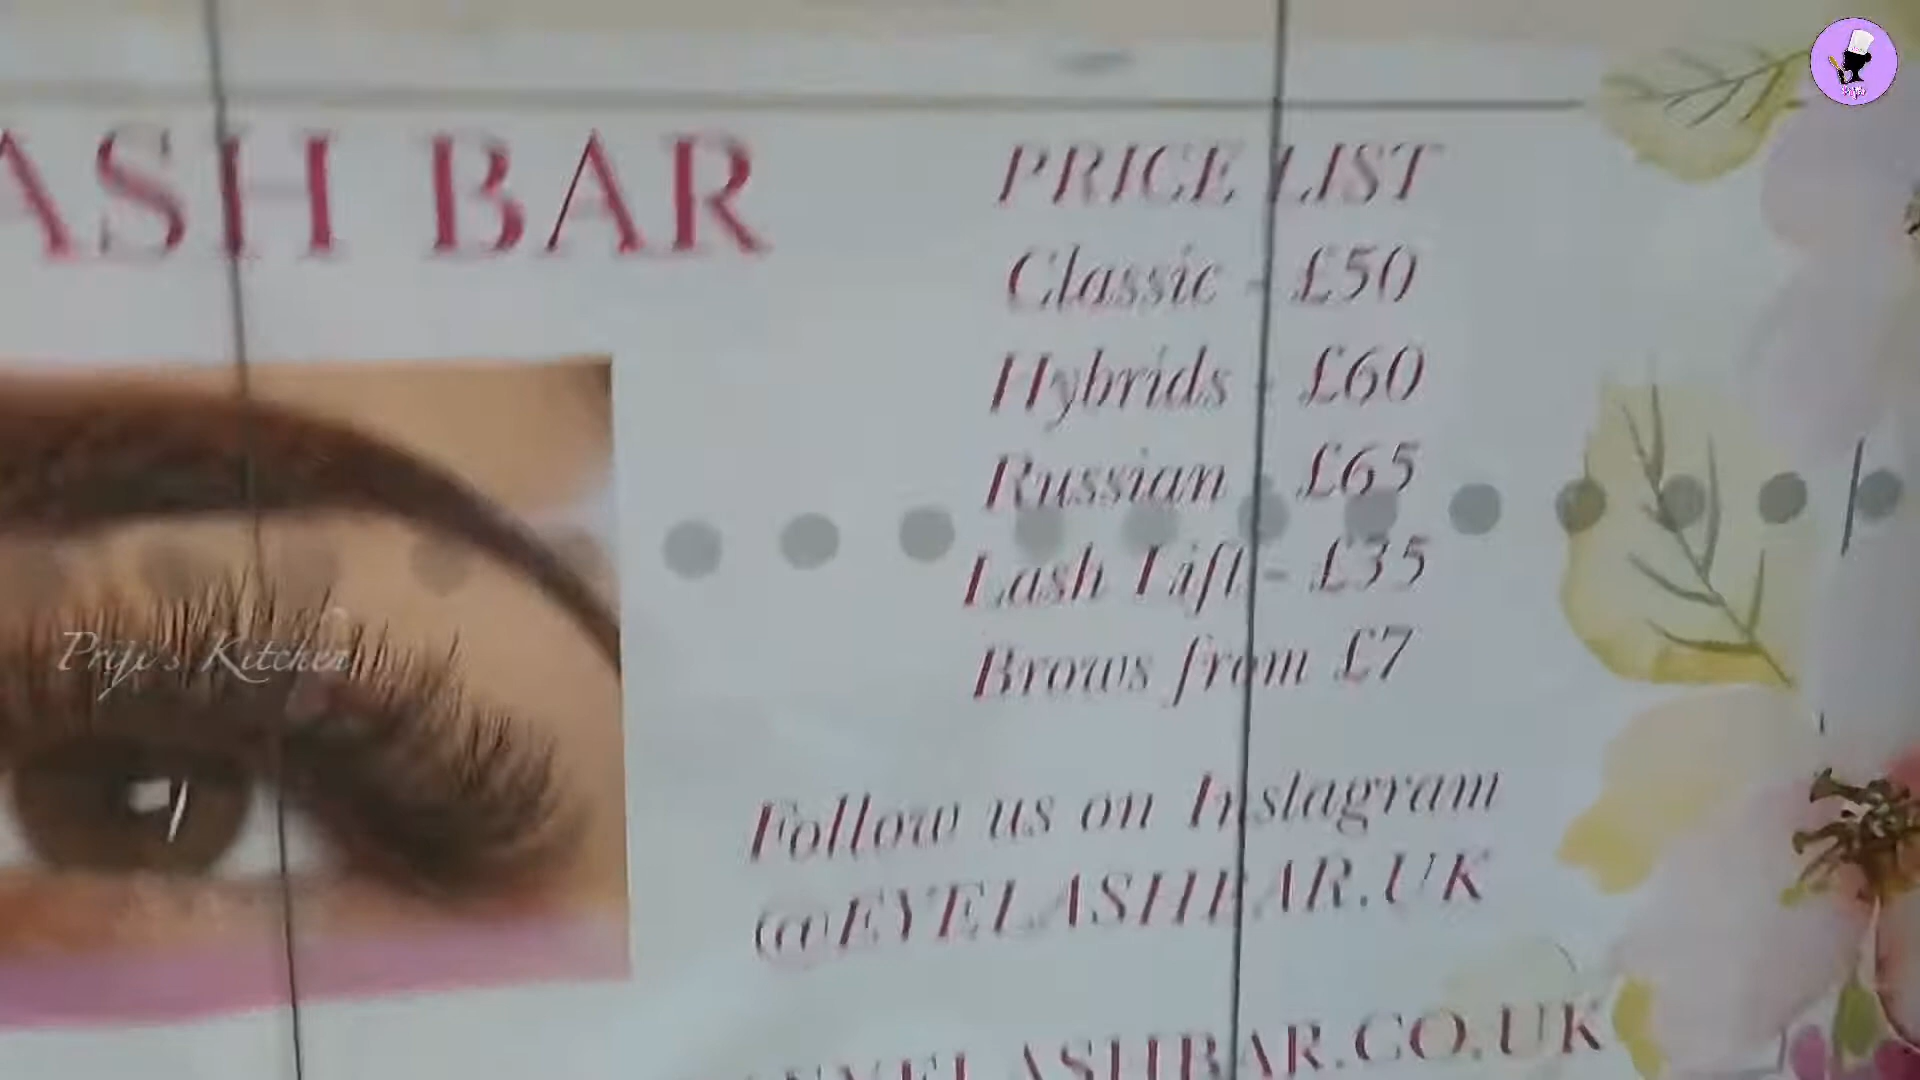 ASH BAR
PRICE LIST
Classic - £50
Hybrids - £60
Russian £65
Lash Lift - £35
Brows from £7
Priji's Kitchen
Follow us on Instagram
@EYELASHBAR.UK
EYELASHBAR.CO.UK